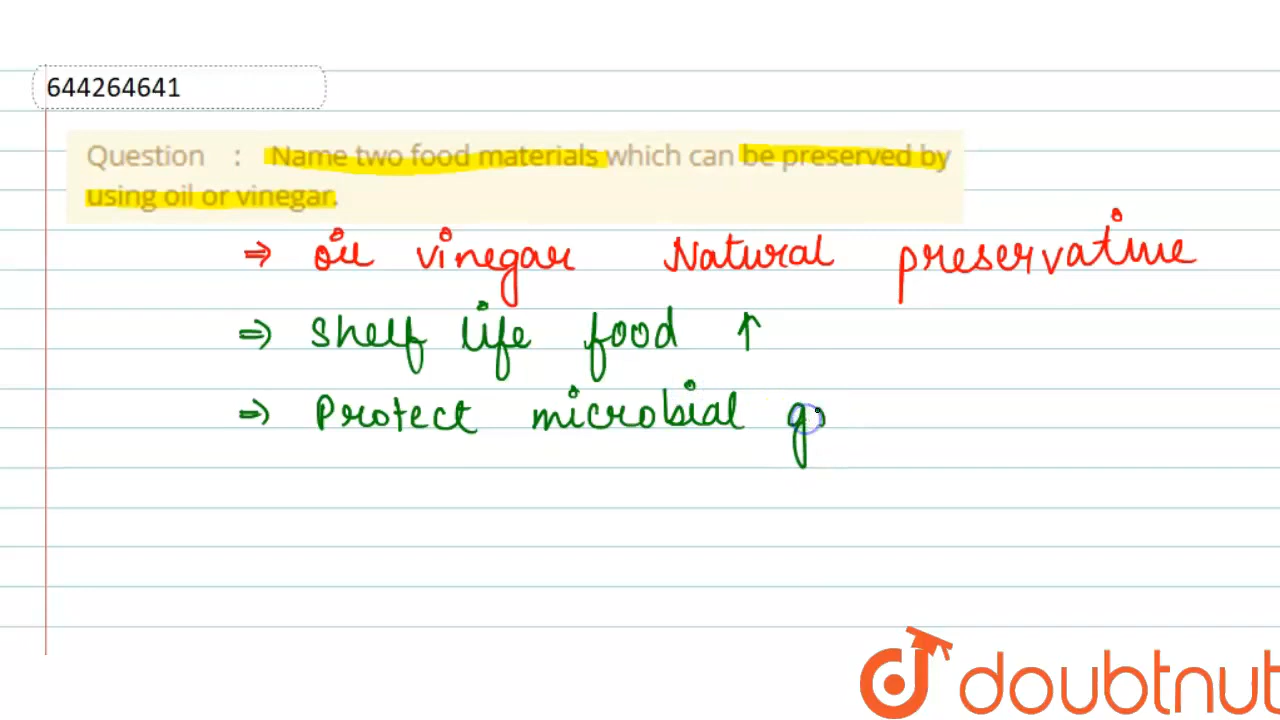 644264641
Question : Name two food materials which can be preserved by
using oil or vinegar.
⇒ oil vinegar Natural preservative
⇒ Shelf life food ↑
⇒ Protect microbial g
doubtnut